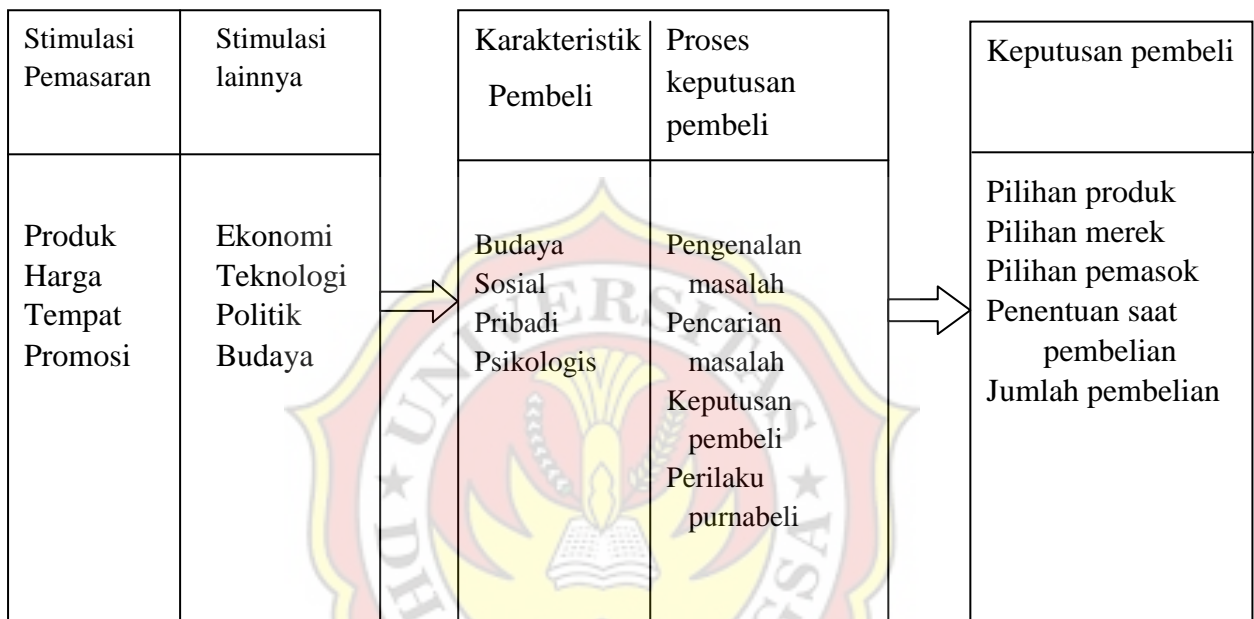 Stimulasi
Pemasaran
Stimulasi
lainnya
Produk
Harga
Tempat
Promosi
Ekonomi
Teknologi
Politik
Budaya
Karakteristik
Pembeli
Proses
keputusan
pembeli
Budaya
Sosial
Pribadi
Psikologis
Pengenalan
masalah
Pencarian
masalah
Keputusan
pembeli
Perilaku
purnabeli
Keputusan pembeli
Pilihan produk
Pilihan merek
Pilihan pemasok
Penentuan saat
pembelian
Jumlah pembelian
UNIVERSITAS